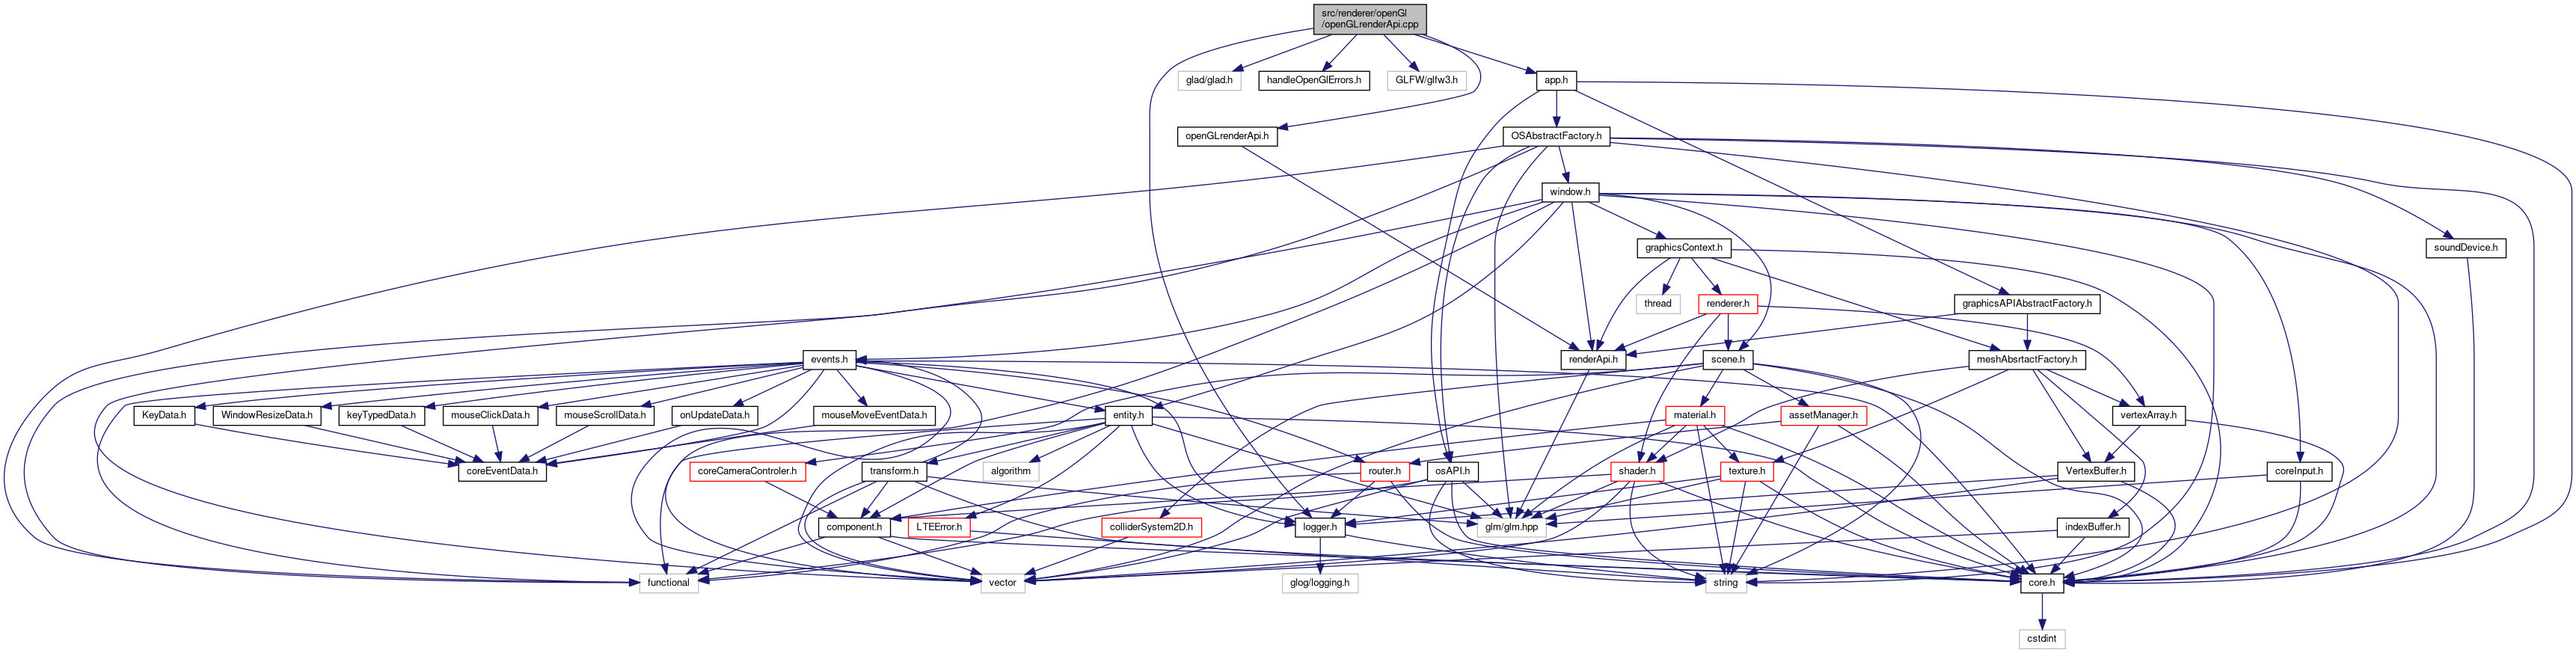 src/renderer/openGl
/openGLrenderApi.cpp
glad/glad.h
handleOpenGlErrors.h
GLFW/glfw3.h
app.h
openGLrenderApi.h
OSAbstractFactory.h
window.h
graphicsContext.h
soundDevice.h
thread
renderer.h
graphicsAPIAbstractFactory.h
events.h
renderApi.h
scene.h
meshAbsrtactFactory.h
KeyData.h
WindowResizeData.h
keyTypedData.h
mouseClickData.h
mouseScrollData.h
onUpdateData.h
mouseMoveEventData.h
entity.h
material.h
assetManager.h
vertexArray.h
coreEventData.h
coreCameraControler.h
transform.h
algorithm
router.h
osAPI.h
shader.h
texture.h
VertexBuffer.h
coreInput.h
component.h
LTEError.h
colliderSystem2D.h
logger.h
glm/glm.hpp
indexBuffer.h
functional
vector
glog/logging.h
string
core.h
cstdint